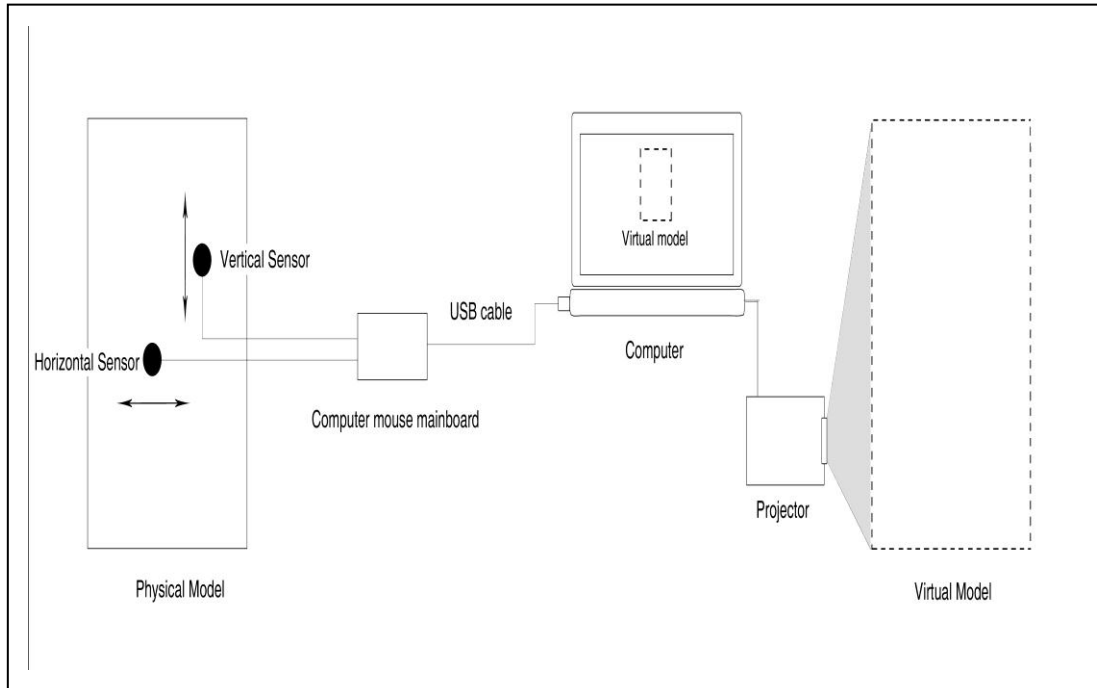 Virtual model
Vertical Sensor
USB cable
Computer
Horizontal Sensor
Computer mouse mainboard
Projector
Physical Model
Virtual Model